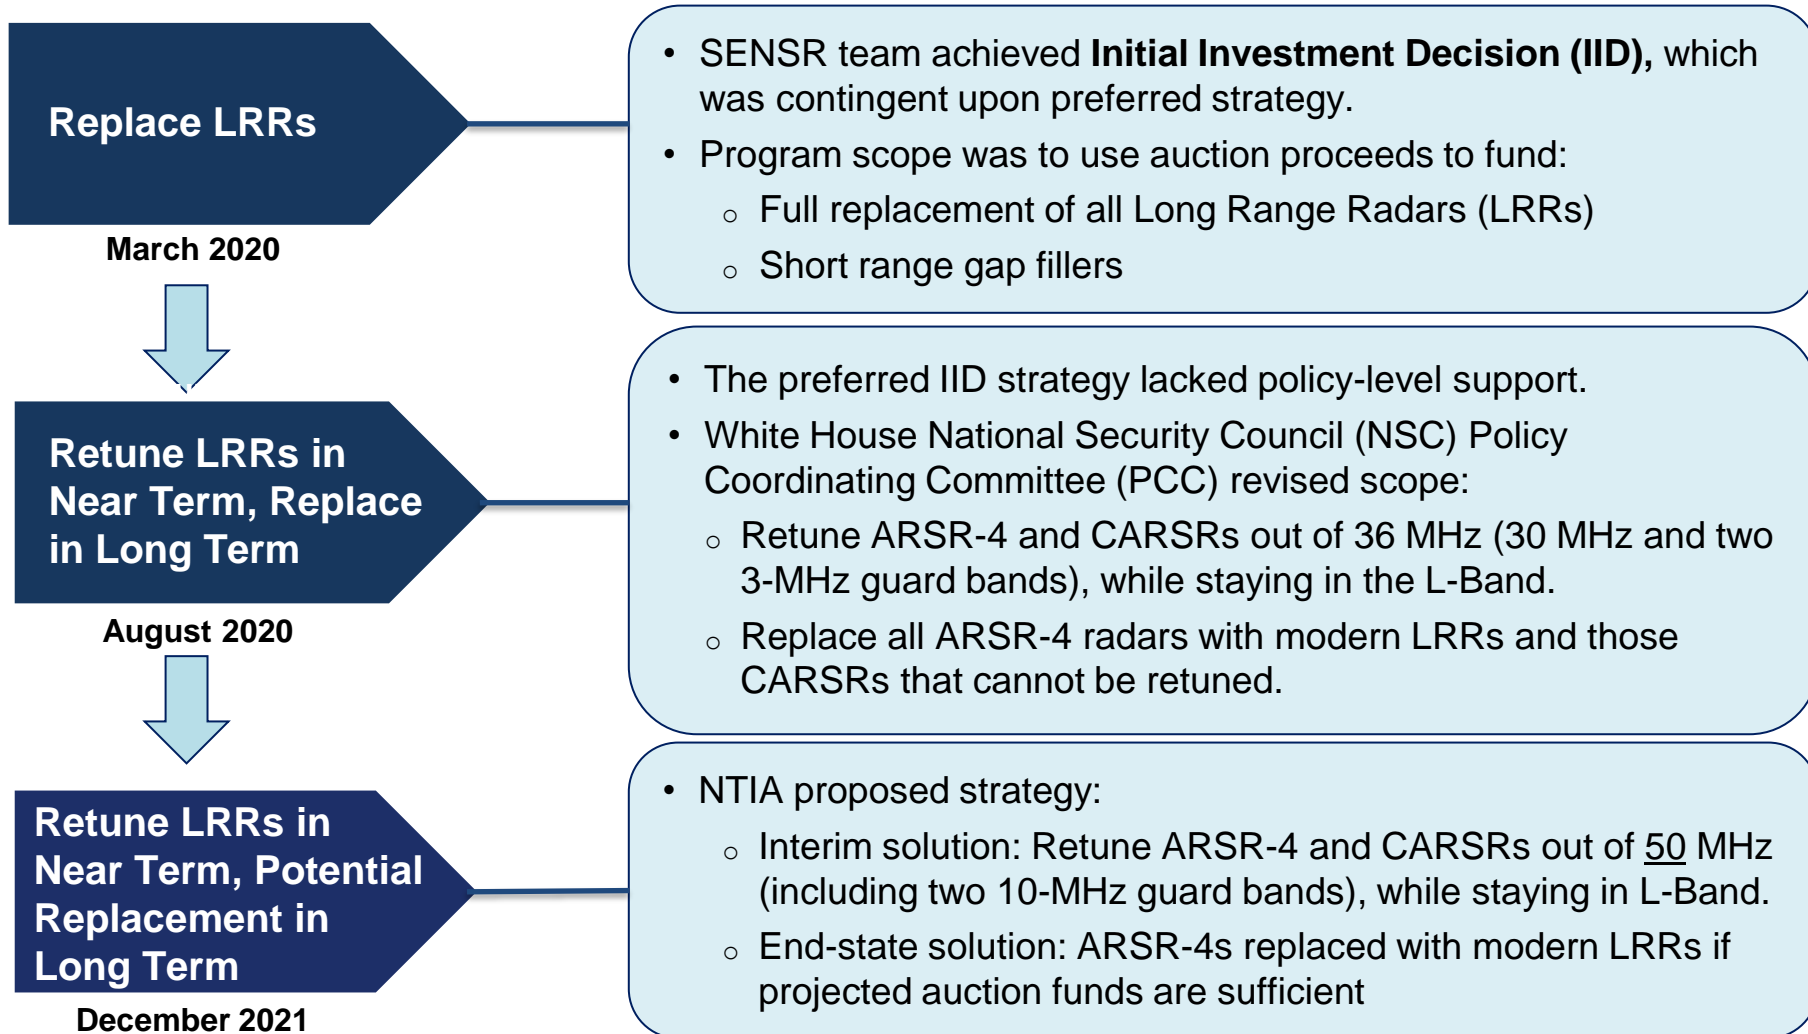 Replace LRRs
March 2020
• SENSR team achieved Initial Investment Decision (IID), which
was contingent upon preferred strategy.
• Program scope was to use auction proceeds to fund:
o Full replacement of all Long Range Radars (LRRs)
o Short range gap fillers
Retune LRRs in
Near Term, Replace
in Long Term
August 2020
• The preferred IID strategy lacked policy-level support.
• White House National Security Council (NSC) Policy
Coordinating Committee (PCC) revised scope:
o Retune ARSR-4 and CARSRs out of 36 MHz (30 MHz and two
3-MHz guard bands), while staying in the L-Band.
o Replace all ARSR-4 radars with modern LRRs and those
CARSRs that cannot be retuned.
Retune LRRs in
Near Term, Potential
Replacement in
Long Term
December 2021
• NTIA proposed strategy:
o Interim solution: Retune ARSR-4 and CARSRs out of 50 MHz
(including two 10-MHz guard bands), while staying in L-Band.
o End-state solution: ARSR-4s replaced with modern LRRs if
projected auction funds are sufficient